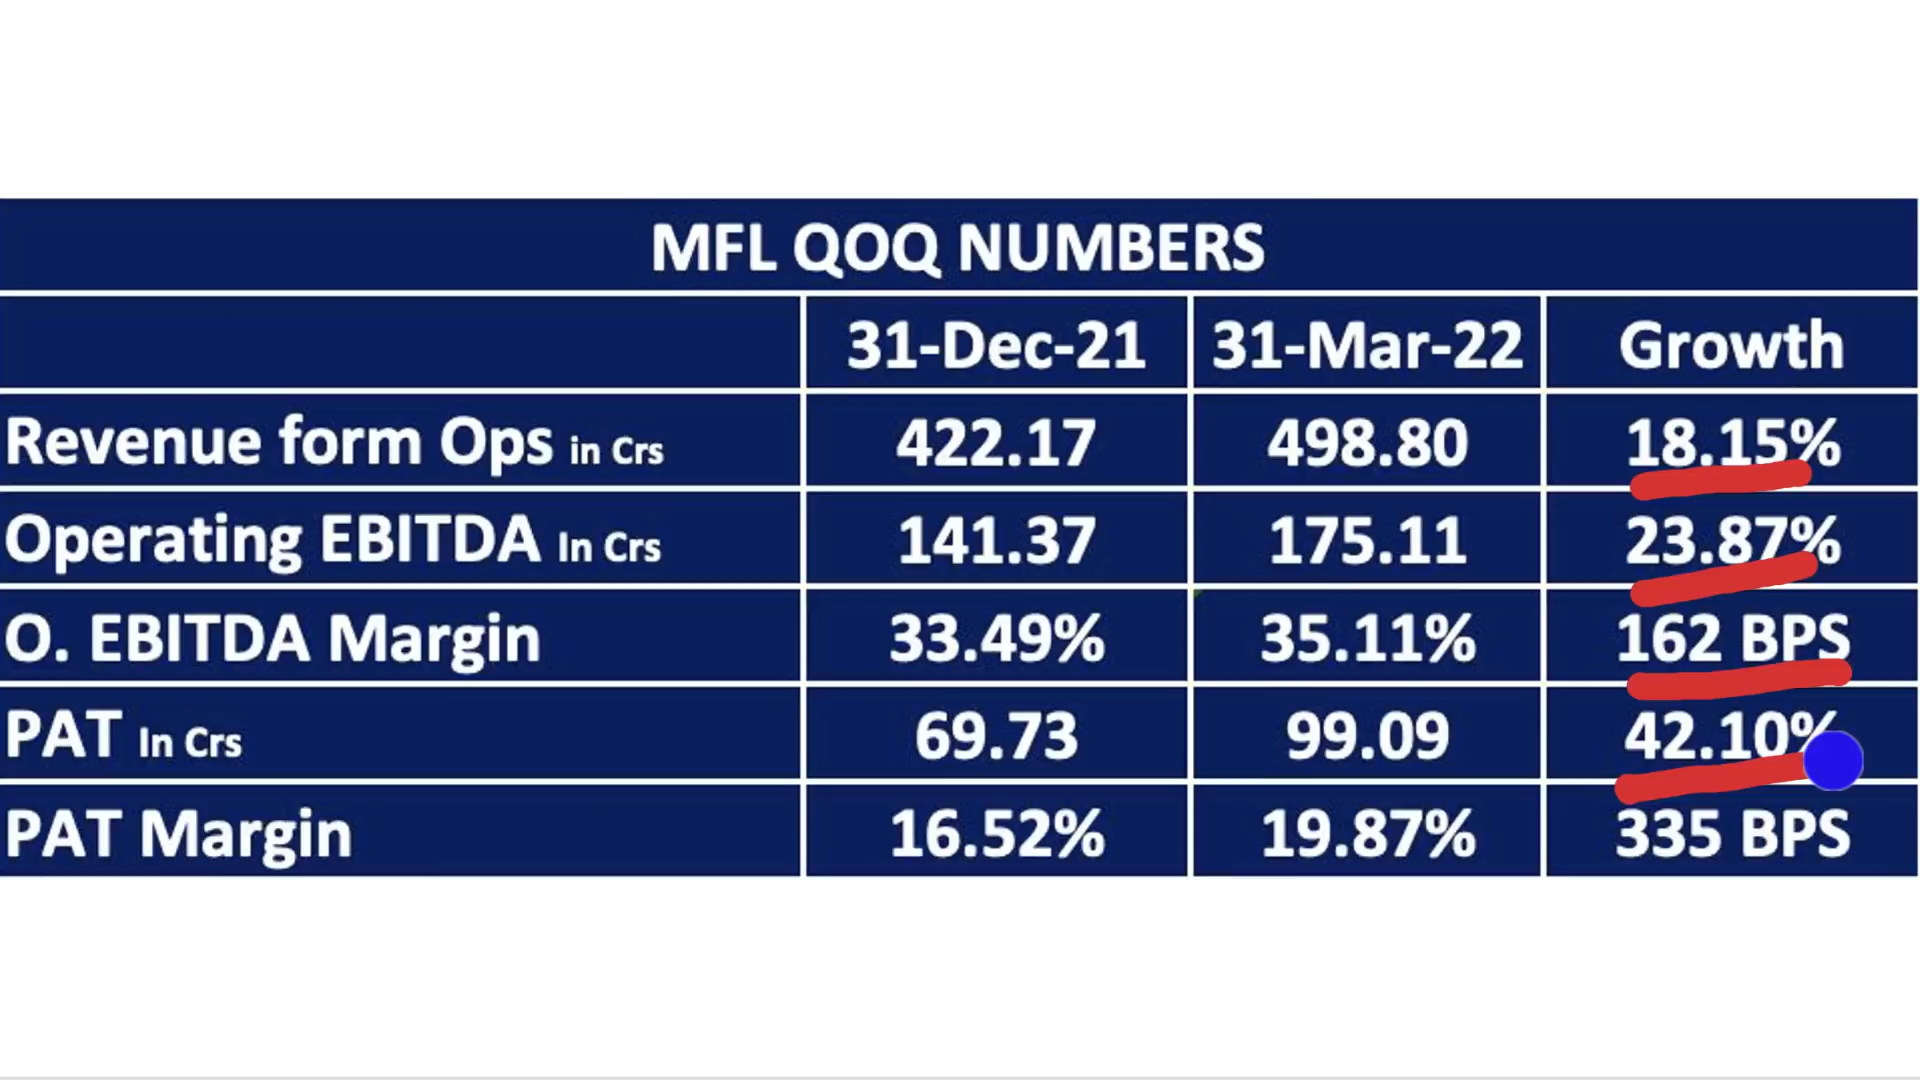 MFL QOQ NUMBERS
31-Dec-21 31-Mar-22 Growth
Revenue form Ops in Crs 422.17 498.80 18.15%
Operating EBITDA In Crs 141.37 175.11 23.87%
O. EBITDA Margin 33.49% 35.11% 162 BPS
PAT In Crs 69.73 99.09 42.10%
PAT Margin 16.52% 19.87% 335 BPS